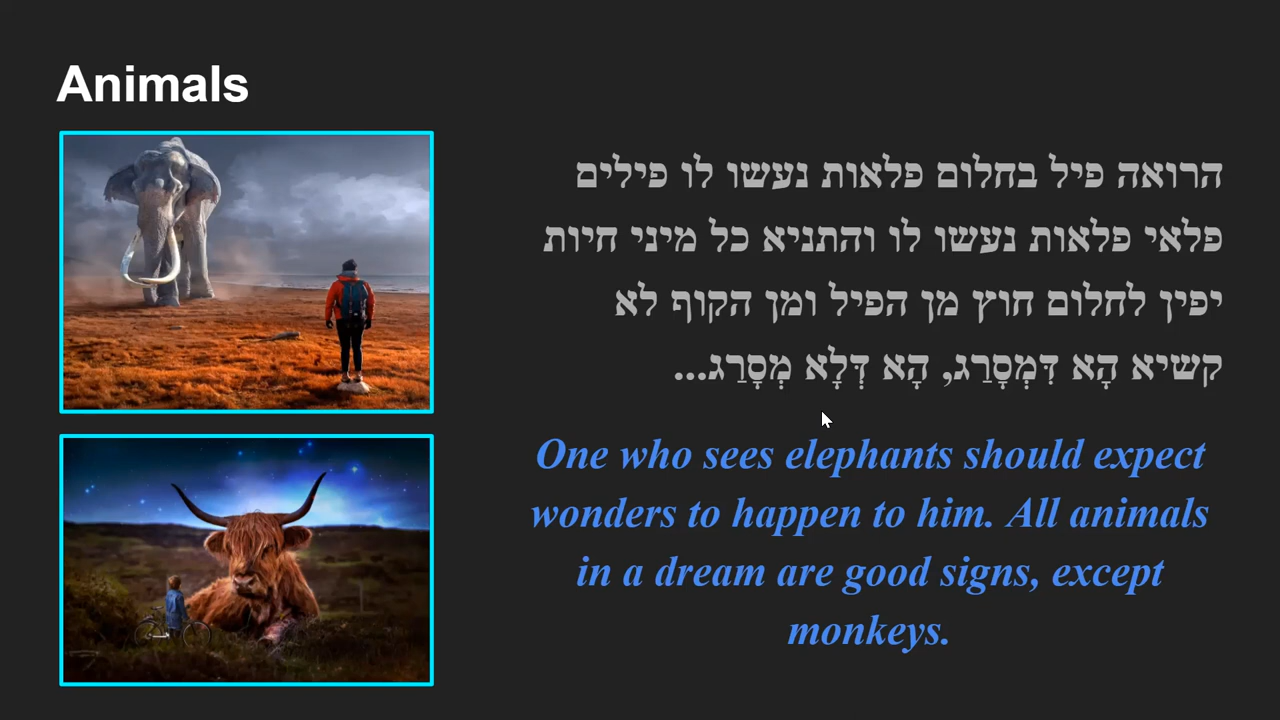 Animals
הרואה פיל בחלום פלאות נעשו לו פילים
פלאי פלאות נעשו לו והתניא כל מיני חיות
יפין לחלום חוץ מן הפיל ומן הקוף לא
קשיא הָא דִּמְסָרַג, הָא דְּלָא מְסָרַג...
One who sees elephants should expect
wonders to happen to him. All animals
in a dream are good signs, except
monkeys.